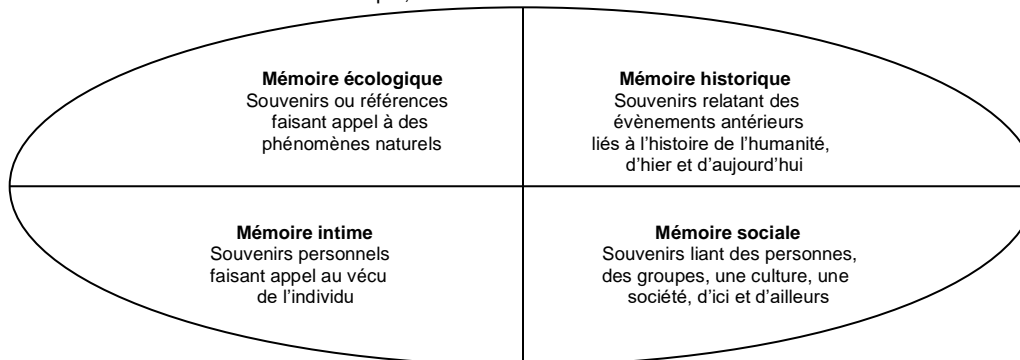 Mémoire écologique
Souvenirs ou références
faisant appel à des
phénomènes naturels
Mémoire historique
Souvenirs relatant des
évènements antérieurs
liés à l'histoire de l'humanité,
d'hier et d'aujourd'hui
Mémoire intime
Souvenirs personnels
faisant appel au vécu
de l'individu
Mémoire sociale
Souvenirs liant des personnes,
des groupes, une culture, une
société, d'ici et d'ailleurs